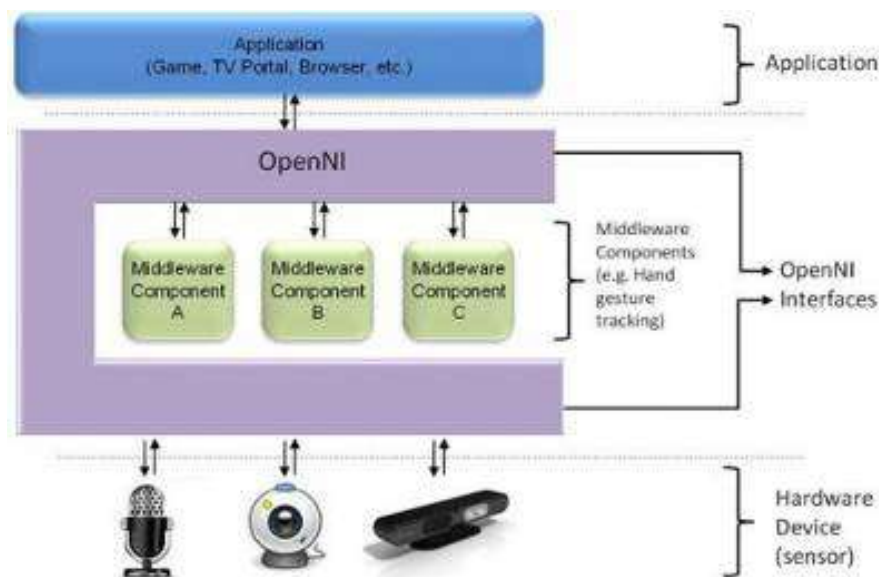 Application
(Game, TV Portal, Browser, etc.)
Application
OpenNI
Middleware
Component
A
Middleware
Component
B
Middleware
Component
C
Middleware
Components
(e.g. Hand
gesture
tracking)
OpenNI
Interfaces
Hardware
Device
(sensor)